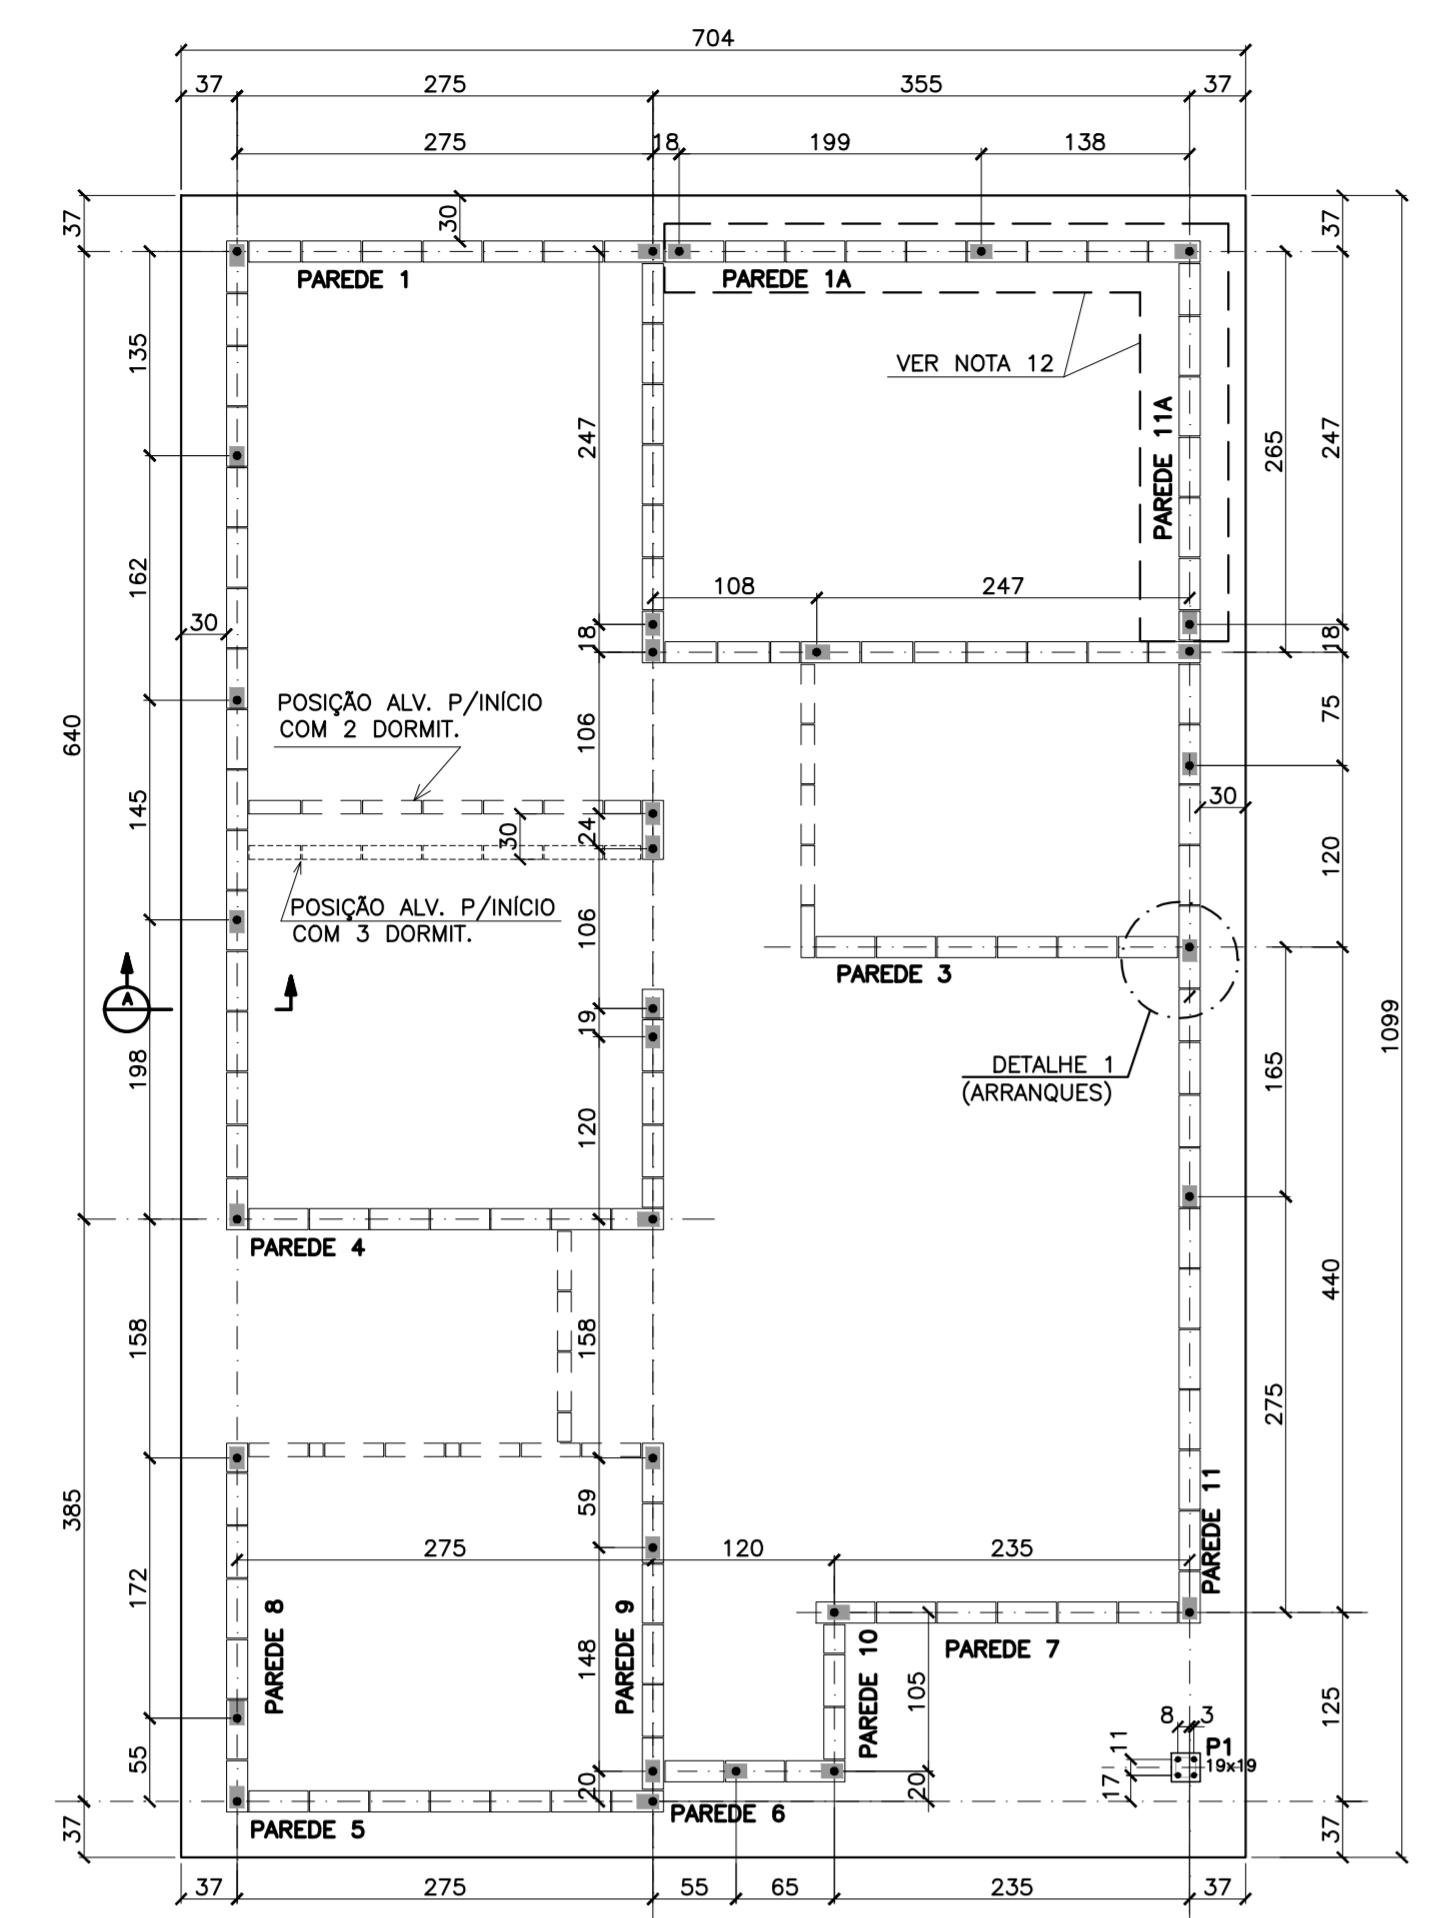 704
37
275
355
37
275
18
199
138
37
30
37
PAREDE 1
PAREDE 1A
135
VER NOTA 12
PAREDE 11A
247
265
247
162
108
247
30
18
18
POSIÇÃO ALV. P/INÍCIO
COM 2 DORMIT.
640
106
75
145
30
24
30
120
POSIÇÃO ALV. P/INÍCIO
COM 3 DORMIT.
106
PAREDE 3
A
19
1099
198
DETALHE 1
(ARRANQUES)
165
120
PAREDE 4
158
158
440
275
385
59
PAREDE 11
275
120
235
172
PAREDE 8
PAREDE 9
148
PAREDE 10
PAREDE 7
105
125
8
3
11
P1
19x19
55
20
17
20
PAREDE 6
PAREDE 5
37
37
37
275
55
65
235
37